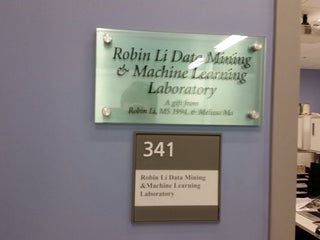 Robin Li Data Mining
& Machine Learning
Laboratory
A gift from
Robin Li, MS 1994, & Melissa Ma
341
Robin Li Data Mining
&Machine Learning
Laboratory